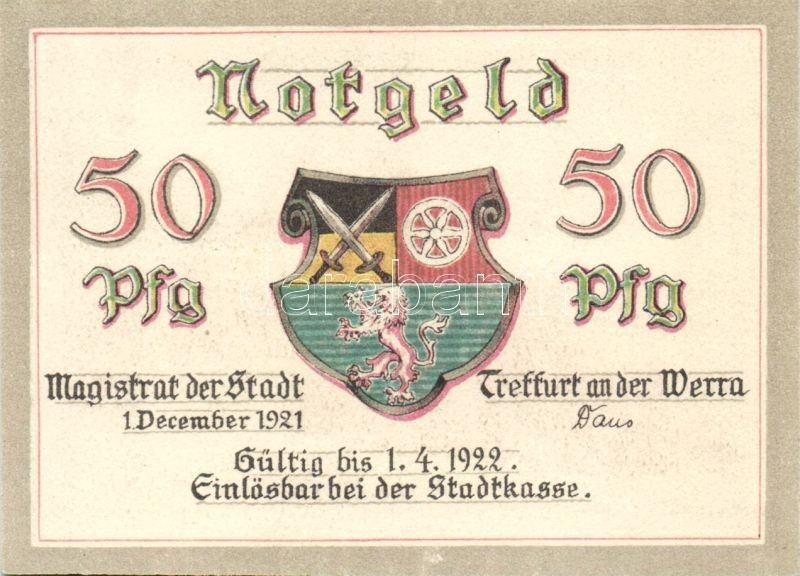 Notgeld
50 50
Pfg Pfg
darabanth
Magistrat der Stadt Treffurt an der Werra
1. December 1921
Gültig bis 1. 4. 1922.
Einlösbar bei der Stadtkasse.